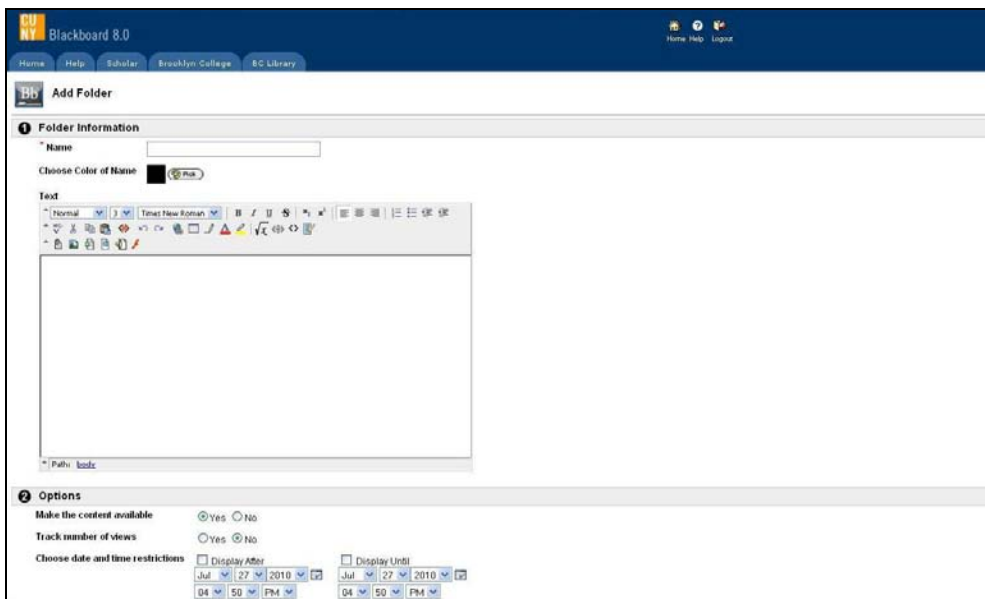 CU
NY
Blackboard 8.0
Home Help Logout
Home Help Scholar Brooklyn College BC Library
Bb Add Folder
1 Folder Information
* Name
Choose Color of Name Pick
Text
Normal 3 Times New Roman B I U S
Path: body
2 Options
Make the content available Yes No
Track number of views Yes No
Choose date and time restrictions Display After Display Until
Jul 27 2010 Jul 27 2010
04 50 PM 04 50 PM